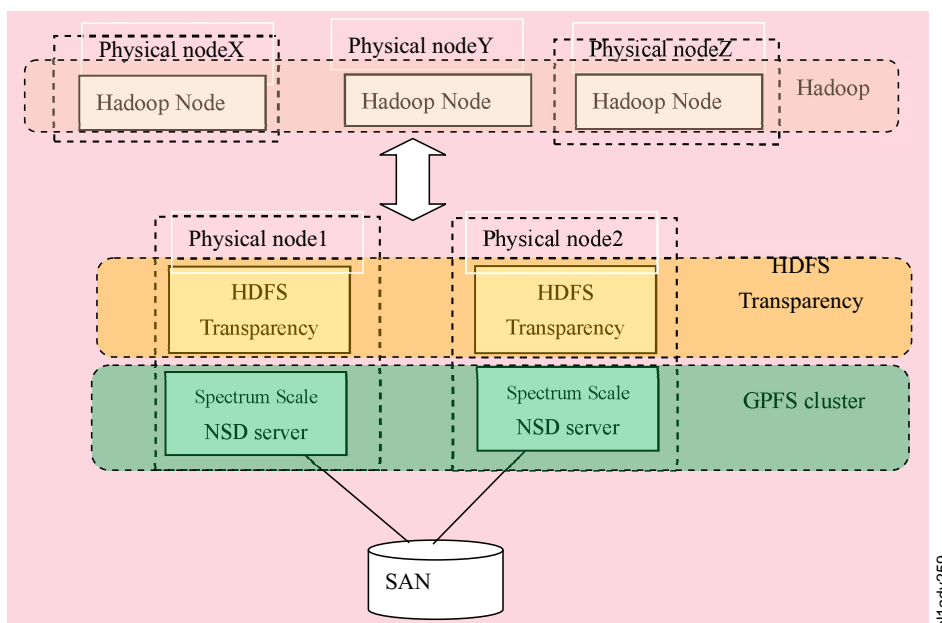 Physical nodeX
Physical nodeY
Physical nodeZ
Hadoop Node
Hadoop Node
Hadoop Node
Hadoop
Physical node1
Physical node2
HDFS
Transparency
HDFS
Transparency
HDFS
Transparency
Spectrum Scale
NSD server
Spectrum Scale
NSD server
GPFS cluster
SAN